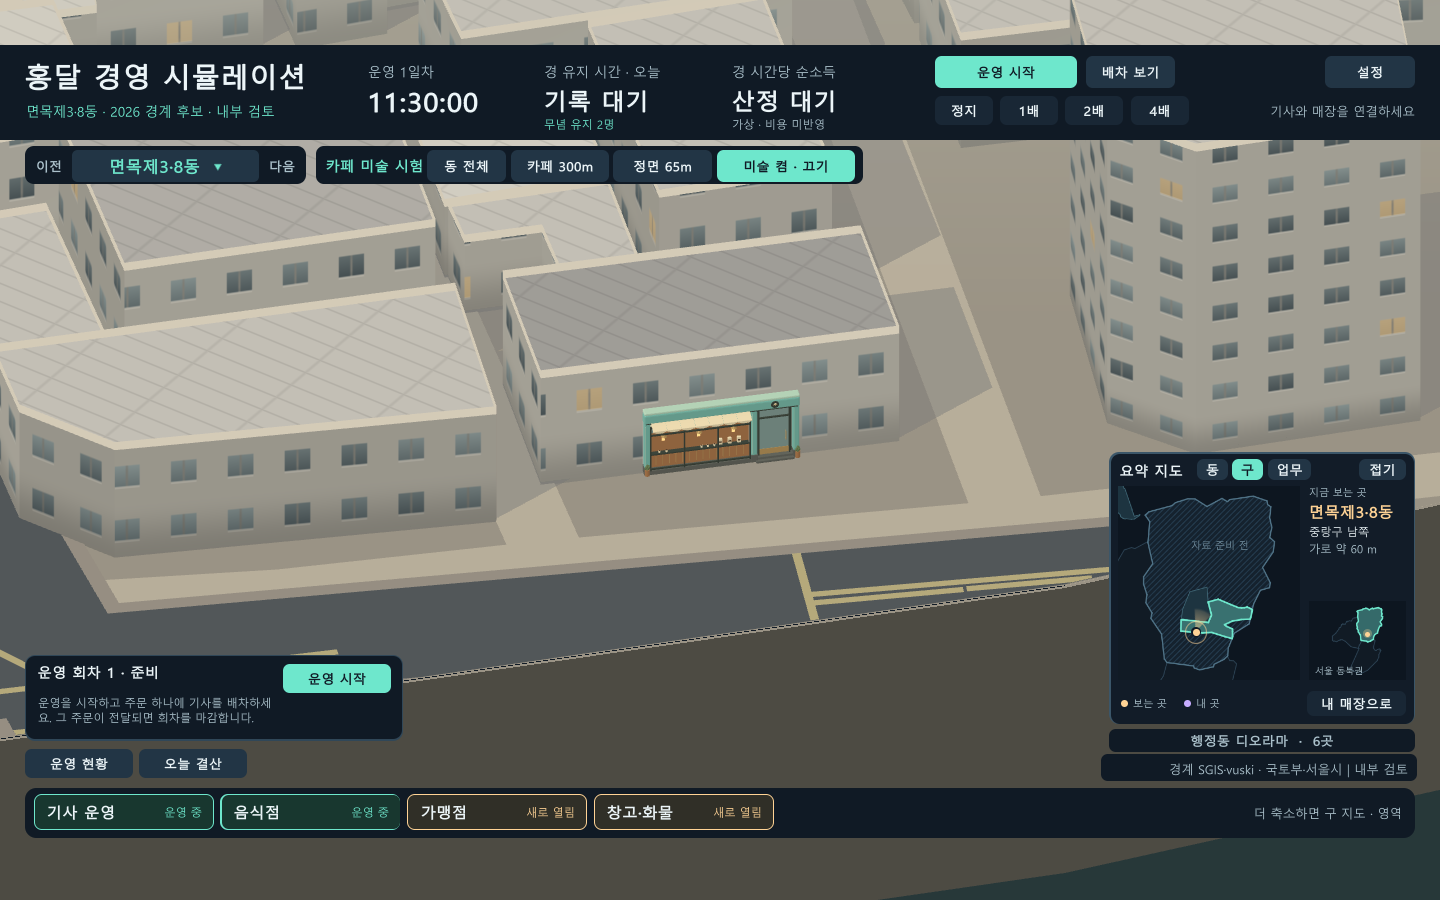 홍달 경영 시뮬레이션
면목제3·8동 · 2026 경계 후보 · 내부 검토
운영 1일차
11:30:00
경 유지 시간 · 오늘
기록 대기
무념 유지 2명
경 시간당 순소득
산정 대기
가상 · 비용 미반영
운영 시작
배차 보기
설정
정지
1배
2배
4배
기사와 매장을 연결하세요
이전
면목제3·8동 ▼
다음
카페 미술 시험
동 전체
카페 300m
정면 65m
미술 켬 · 끄기
요약 지도
동
구
업무
접기
자료 준비 전
지금 보는 곳
면목제3·8동
중랑구 남쪽
가로 약 60 m
서울 동북권
보는 곳
내 곳
내 매장으로
행정동 디오라마 · 6곳
경계 SGIS·vuski · 국토부·서울시 | 내부 검토
운영 회차 1 · 준비
운영 시작
운영을 시작하고 주문 하나에 기사를 배차하세
요. 그 주문이 전달되면 회차를 마감합니다.
운영 현황
오늘 결산
기사 운영
운영 중
음식점
운영 중
가맹점
새로 열림
창고·화물
새로 열림
더 축소하면 구 지도 · 영역